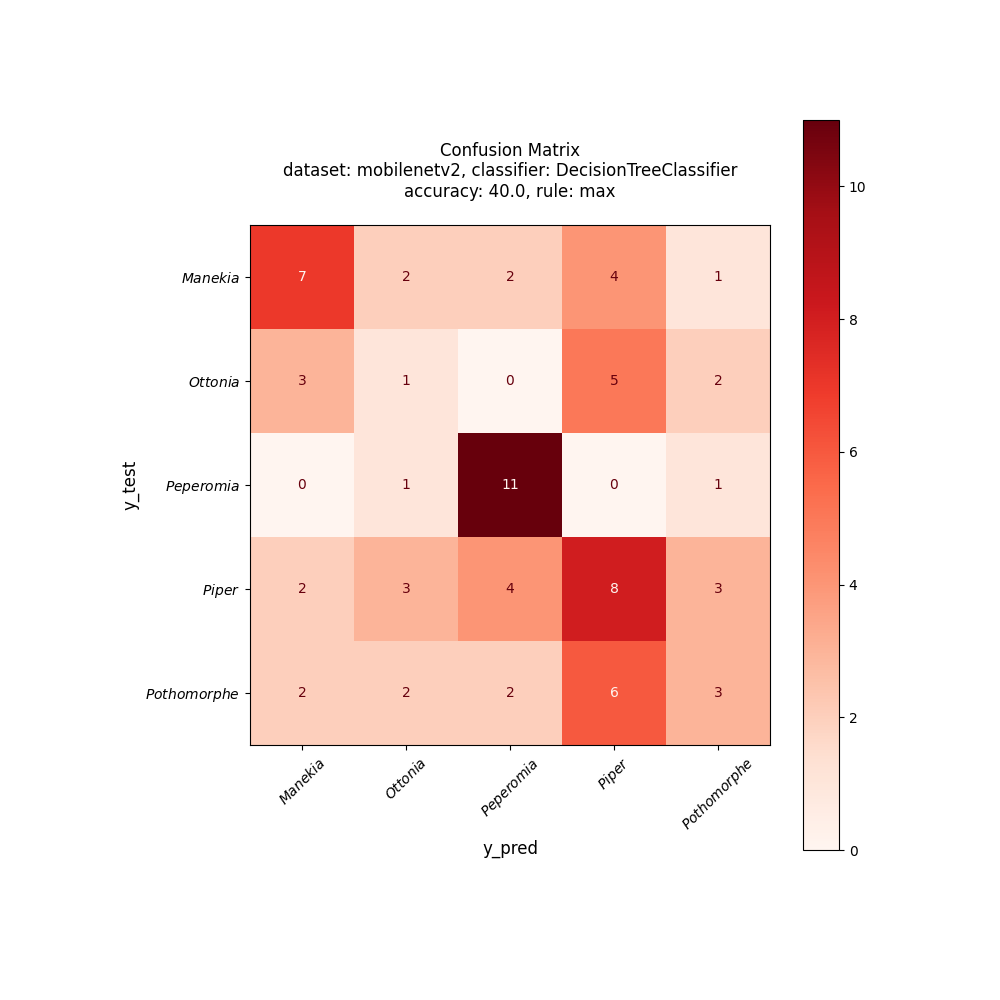 Confusion Matrix
dataset: mobilenetv2, classifier: DecisionTreeClassifier
accuracy: 40.0, rule: max
Manekia 7 2 2 4 1
Ottonia 3 1 0 5 2
Peperomia 0 1 11 0 1
Piper 2 3 4 8 3
Pothomorphe 2 2 2 6 3
Manekia Ottonia Peperomia Piper Pothomorphe
y_pred
y_test
10
8
6
4
2
0